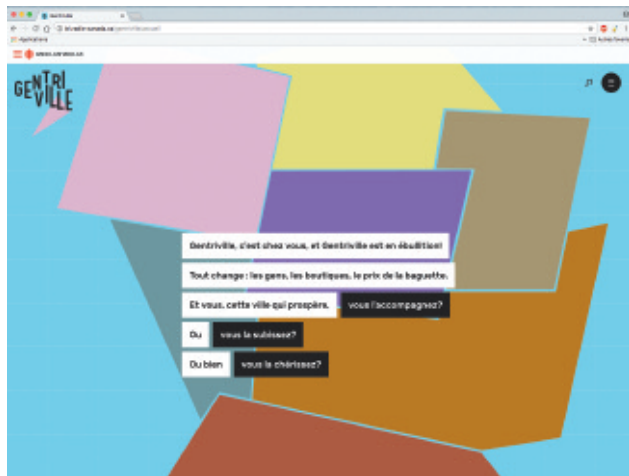 Gentriville
Applications
GENTRI
VILLE
Gentriville, c'est chez vous, et Gentriville est en ébullition!
Tout change : les gens, les boutiques, le prix de la baguette.
Et vous, cette ville qui prospère, vous l'accompagnez?
Ou vous la subissez?
Ou bien vous la chérissez?